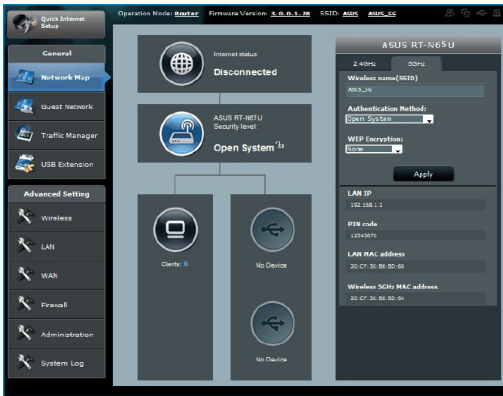 Quick Internet
Setup
Operation Mode: Router Firmware Version: 3.0.0.1.28 SSID: ASUS ASUS_5G
General
Network Map
Guest Network
Traffic Manager
USB Extension
Advanced Setting
Wireless
LAN
WAN
Firewall
Administration
System Log
Internet status
Disconnected
ASUS RT-N65U
Security level:
Open System
Clients: 6
No Device
No Device
ASUS RT-N65U
2.4GHz 5GHz
Wireless name(SSID)
ASUS_5G
Authentication Method:
Open System
WEP Encryption:
None
Apply
LAN IP
192.168.1.1
PIN code
12345670
LAN MAC address
Wireless 5GHz MAC address